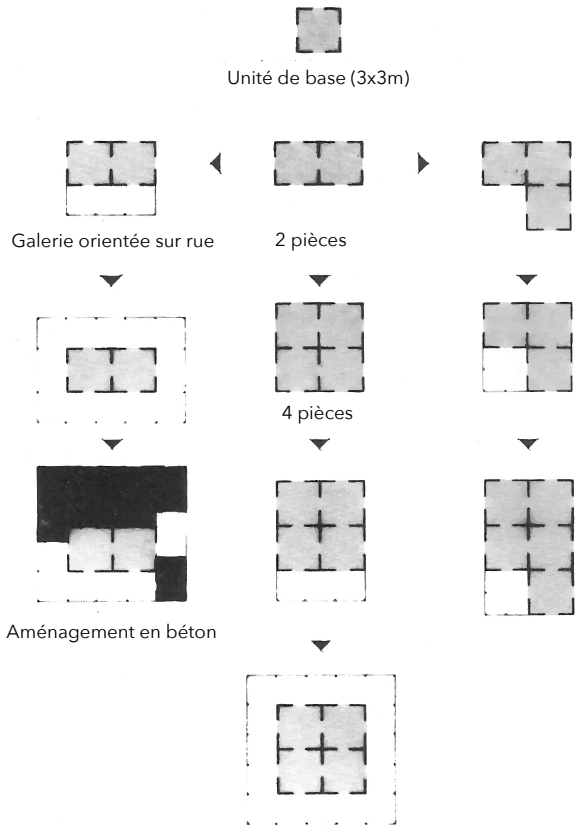 Unité de base (3x3m)
Galerie orientée sur rue
2 pièces
4 pièces
Aménagement en béton